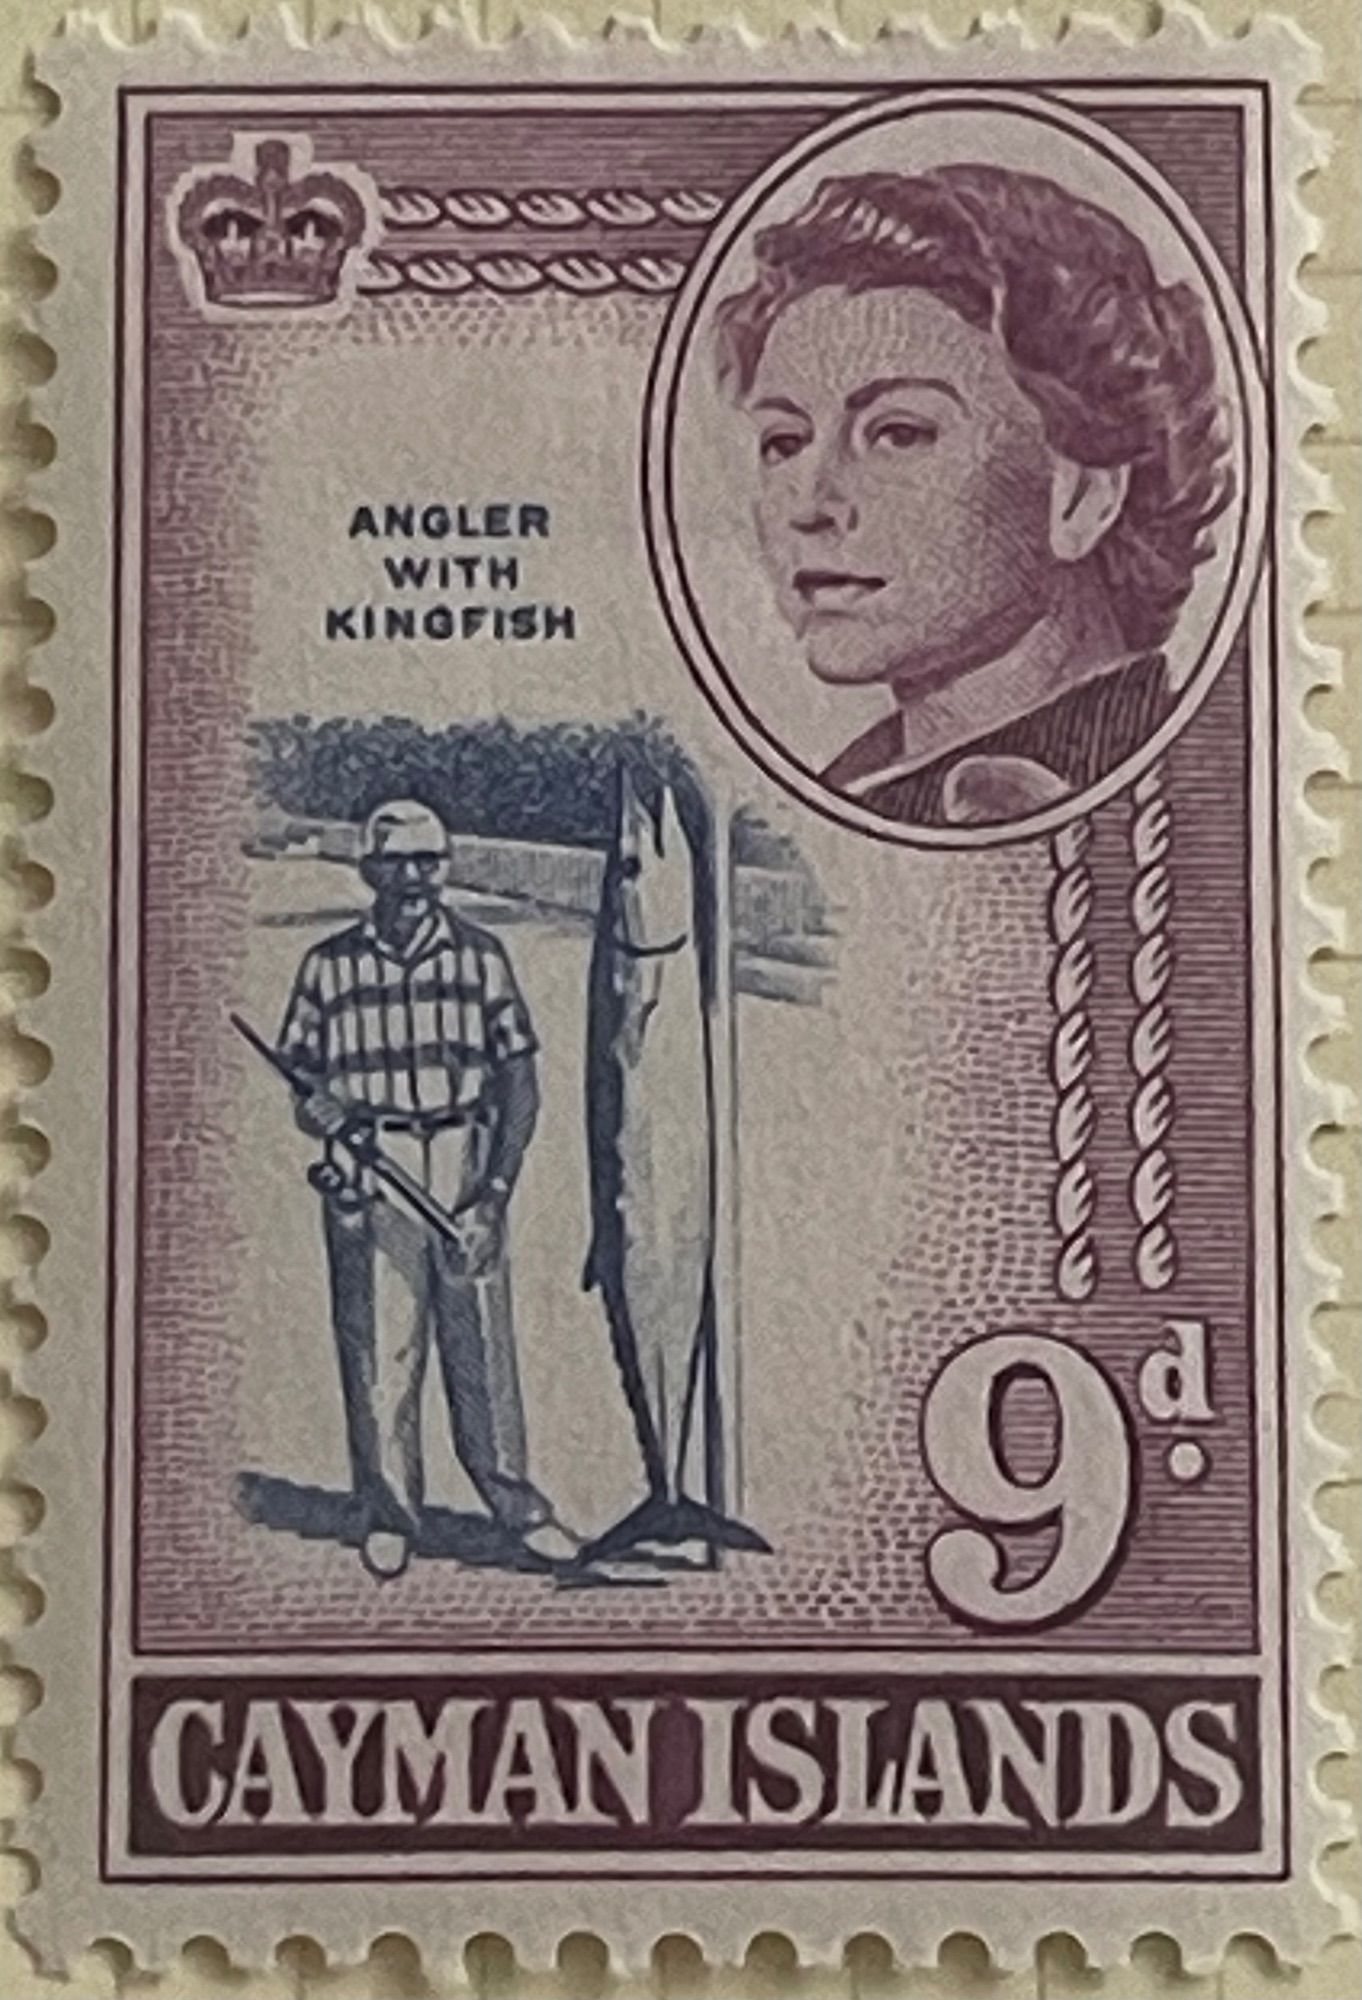 ANGLER
WITH
KINGFISH
9d.
CAYMAN ISLANDS